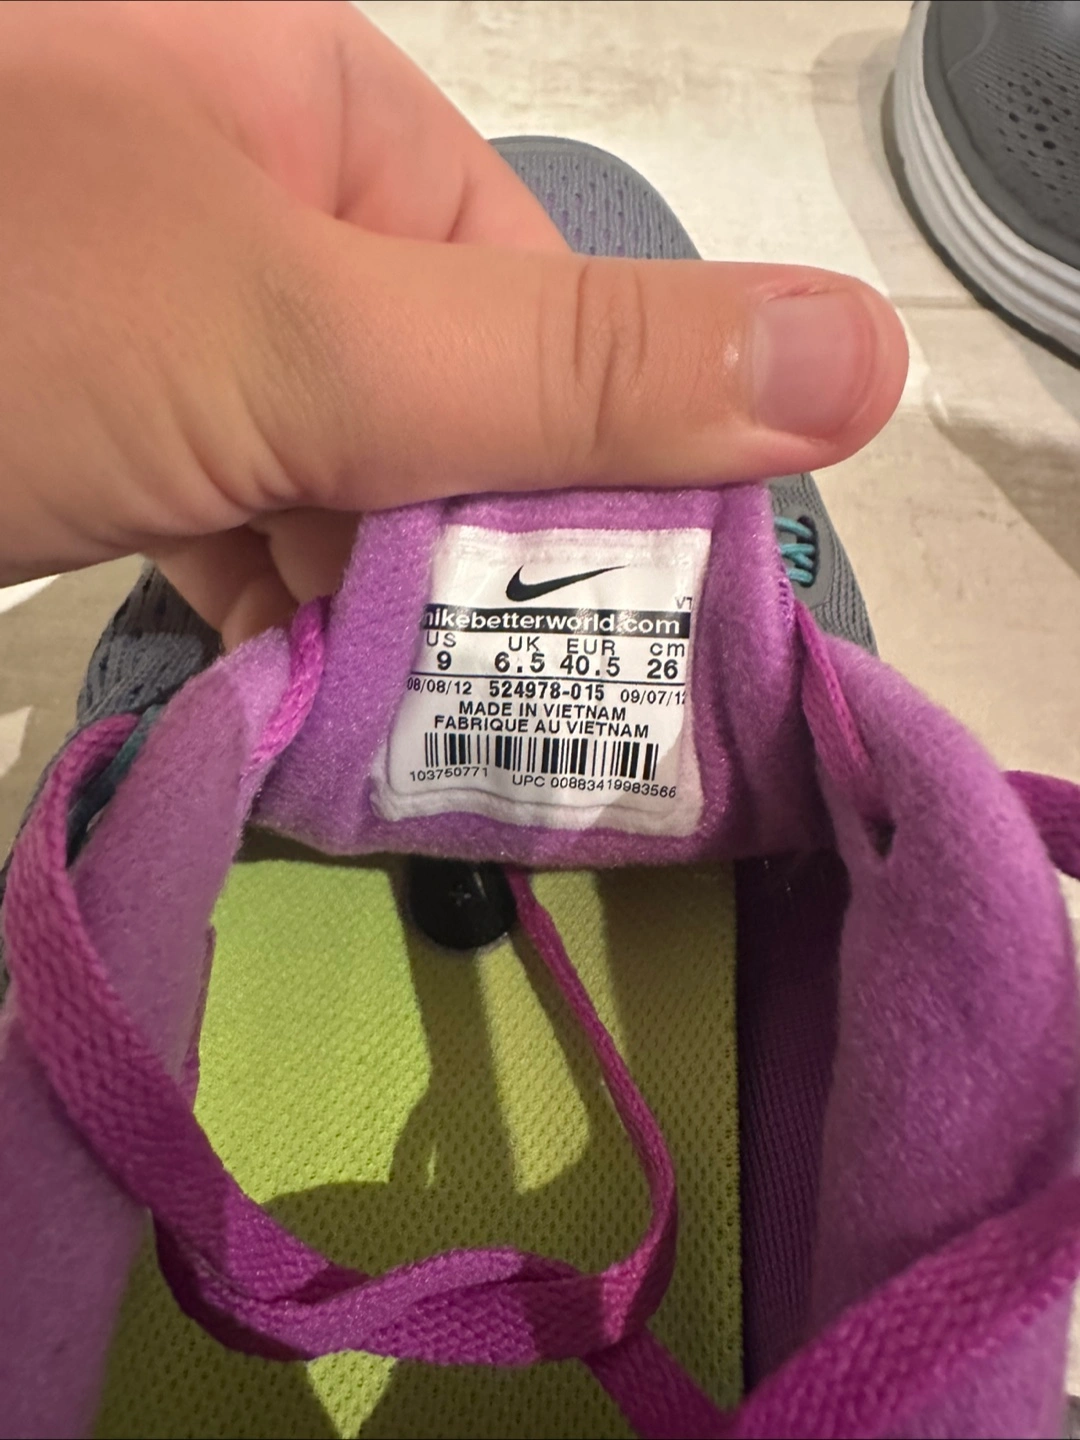 VT
nikebetterworld.com
US UK EUR cm
9 6.5 40.5 26
08/08/12 524978-015 09/07/12
MADE IN VIETNAM
FABRIQUE AU VIETNAM
103750771 UPC 00883419983566